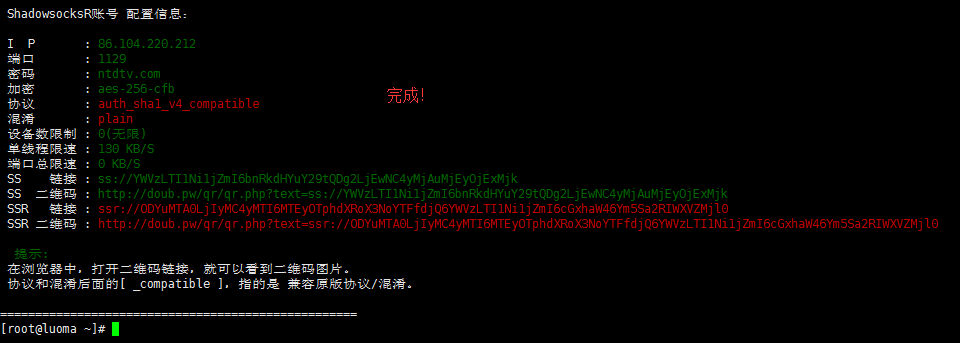 ShadowsocksR账号 配置信息：
I P : 86.104.220.212
端口 : 1129
密码 : ntdtv.com
加密 : aes-256-cfb
协议 : auth_sha1_v4_compatible
混淆 : plain
完成!
设备数限制 : 0(无限)
单线程限速 : 130 KB/S
端口总限速 : 0 KB/S
SS 链接 : ss://YWVzLTI1Ni1jZmI6bnRkdHYuY29tQDg2LjEwNC4yMjAuMjEyOjExMjk
SS 二维码 : http://doub.pw/qr/qr.php?text=ss://YWVzLTI1Ni1jZmI6bnRkdHYuY29tQDg2LjEwNC4yMjAuMjEyOjExMjk
SSR 链接 : ssr://ODYuMTA0LjIyMC4yMTI6MTEyOTphdXRoX3NoYTFfdjQ6YWVzLTI1Ni1jZmI6cGxhaW46Ym5Sa2RIWXVZMjl0
SSR 二维码 : http://doub.pw/qr/qr.php?text=ssr://ODYuMTA0LjIyMC4yMTI6MTEyOTphdXRoX3NoYTFfdjQ6YWVzLTI1Ni1jZmI6cGxhaW46Ym5Sa2RIWXVZMjl0
提示：
在浏览器中，打开二维码链接，就可以看到二维码图片。
协议和混淆后面的[ _compatible ]，指的是 兼容原版协议/混淆。
===============================================
[root@luoma ~]#